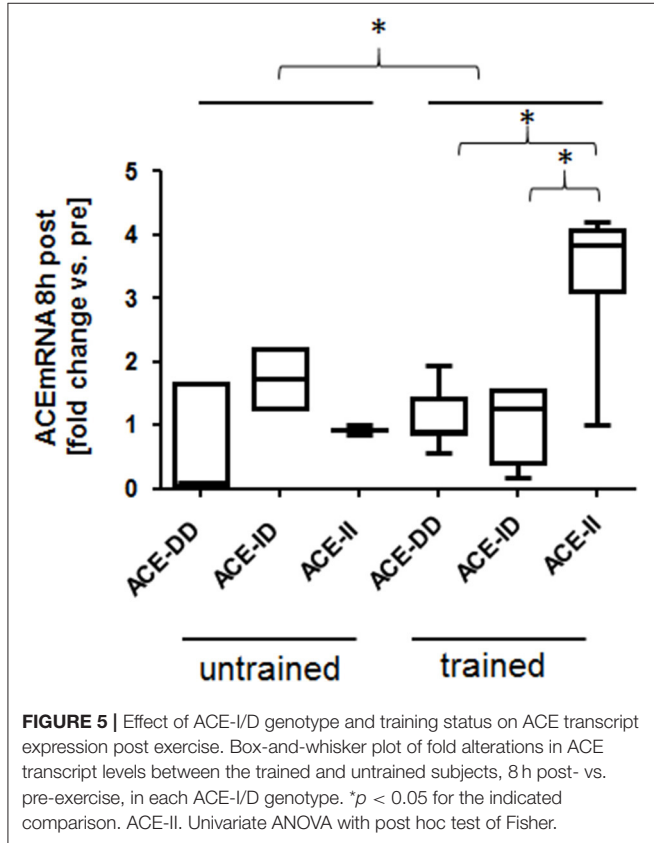 *
*
*
5
4
3
2
1
0
ACEmRNA 8h post
[fold change vs. pre]
ACE-DD
ACE-ID
ACE-II
ACE-DD
ACE-ID
ACE-II
untrained
trained
FIGURE 5 | Effect of ACE-I/D genotype and training status on ACE transcript
expression post exercise. Box-and-whisker plot of fold alterations in ACE
transcript levels between the trained and untrained subjects, 8 h post- vs.
pre-exercise, in each ACE-I/D genotype. *p < 0.05 for the indicated
comparison. ACE-II. Univariate ANOVA with post hoc test of Fisher.